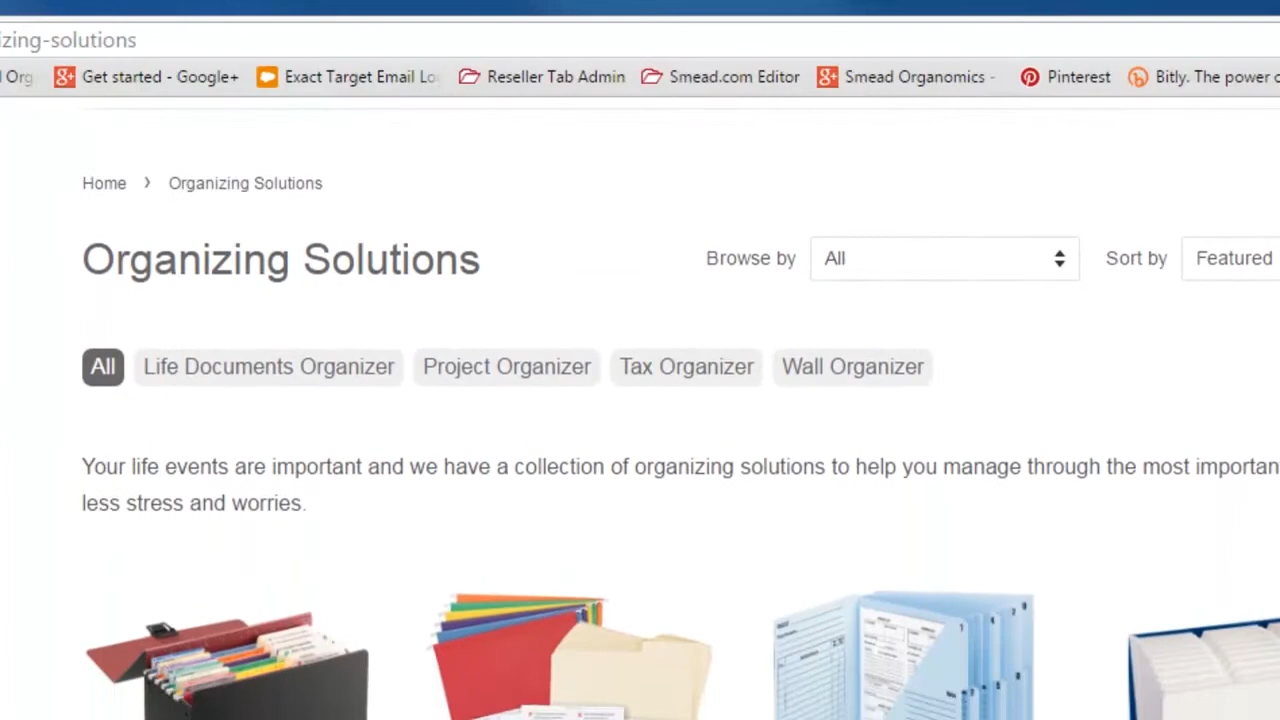 izing-solutions
Org Get started - Google+ Exact Target Email Lo Reseller Tab Admin Smead.com Editor Smead Organomics - Pinterest Bitly. The power
Home › Organizing Solutions
Organizing Solutions Browse by All Sort by Featured
All Life Documents Organizer Project Organizer Tax Organizer Wall Organizer
Your life events are important and we have a collection of organizing solutions to help you manage through the most importan
less stress and worries.